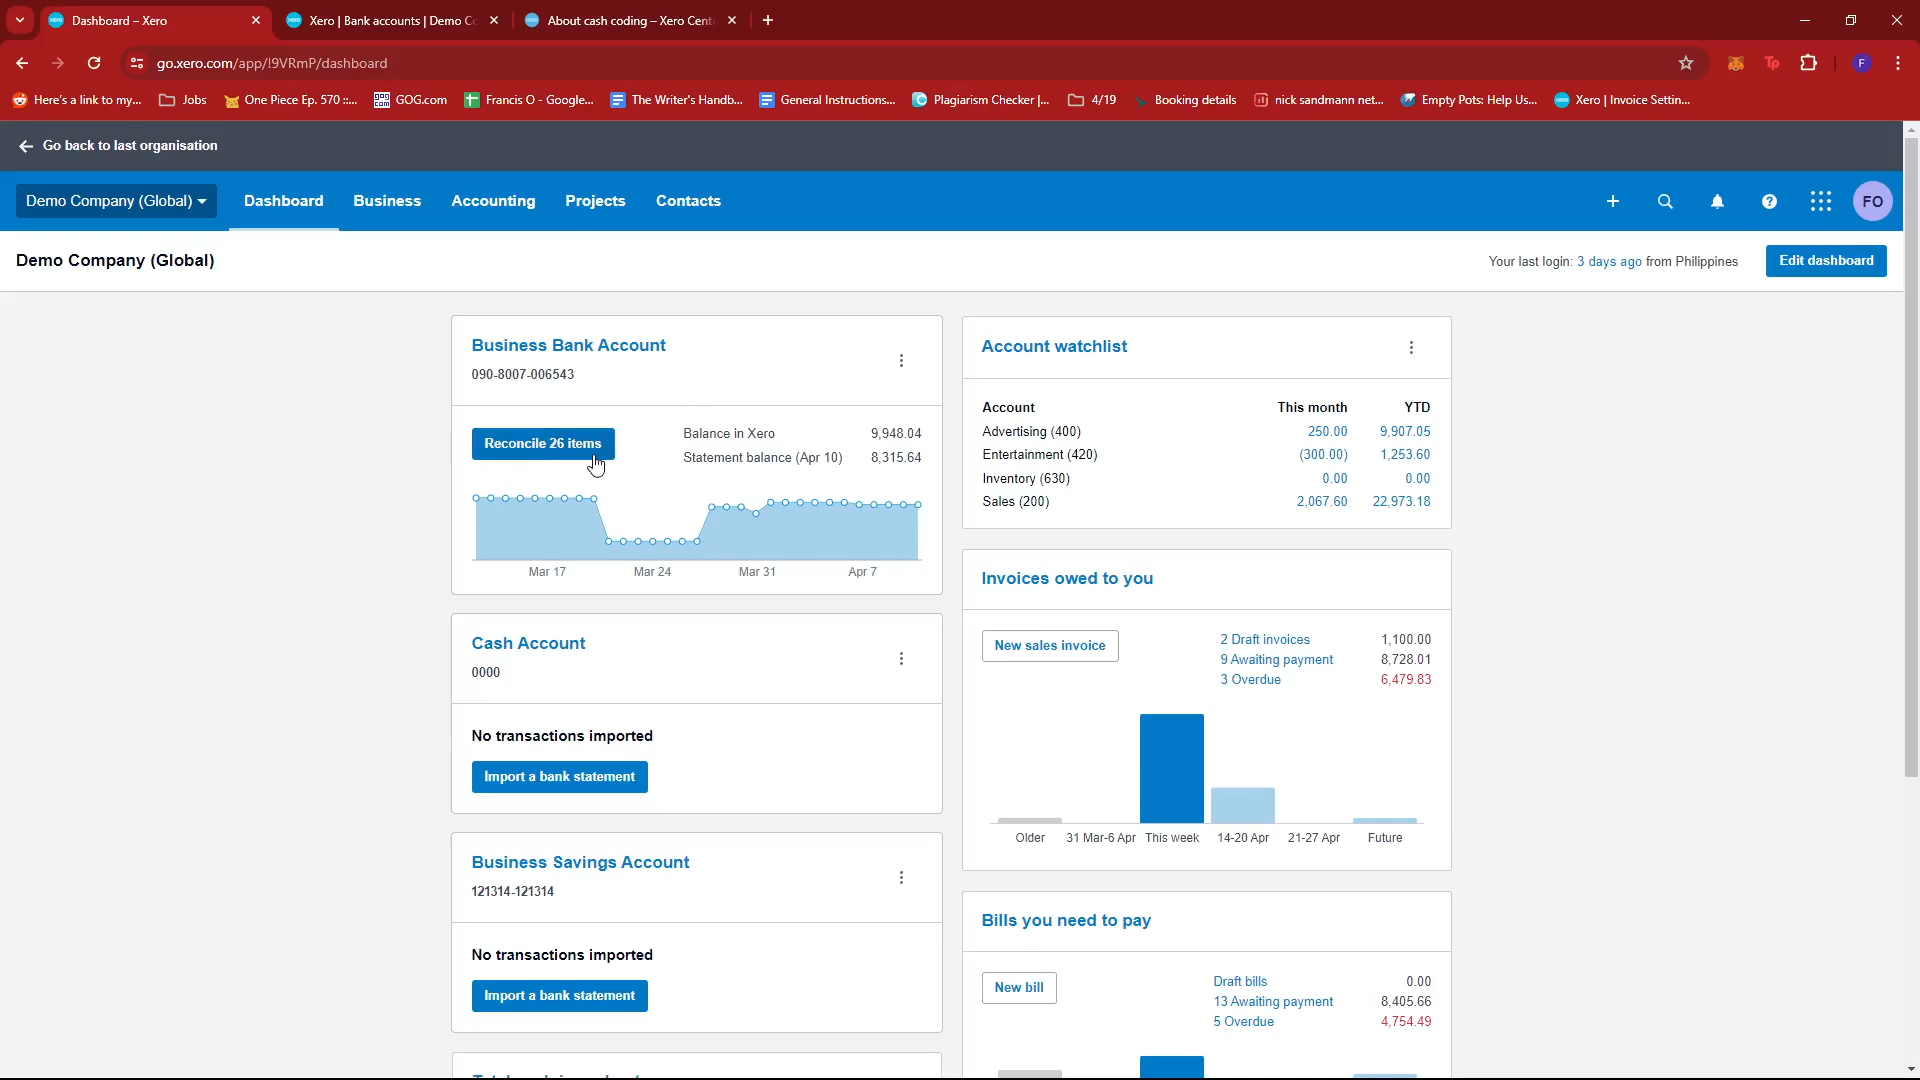 Dashboard – Xero
Xero | Bank accounts | Demo C
About cash coding – Xero Cent
go.xero.com/app/!9VRmP/dashboard
Tp
F
Here's a link to my...
Jobs
One Piece Ep. 570 ::...
GOG.com
Francis O - Google...
The Writer's Handb...
General Instructions...
Plagiarism Checker |...
4/19
Booking details
nick sandmann net...
Empty Pots: Help Us...
Xero | Invoice Settin...
Go back to last organisation
Demo Company (Global)
Dashboard
Business
Accounting
Projects
Contacts
FO
Demo Company (Global)
Your last login: 3 days ago from Philippines
Edit dashboard
Business Bank Account
090-8007-006543
Reconcile 26 items
Balance in Xero 9,948.04
Statement balance (Apr 10) 8,315.64
Mar 17 Mar 24 Mar 31 Apr 7
Cash Account
0000
No transactions imported
Import a bank statement
Business Savings Account
121314-121314
No transactions imported
Import a bank statement
Account watchlist
Account This month YTD
Advertising (400) 250.00 9,907.05
Entertainment (420) (300.00) 1,253.60
Inventory (630) 0.00 0.00
Sales (200) 2,067.60 22,973.18
Invoices owed to you
New sales invoice
2 Draft invoices 1,100.00
9 Awaiting payment 8,728.01
3 Overdue 6,479.83
Older 31 Mar-6 Apr This week 14-20 Apr 21-27 Apr Future
Bills you need to pay
New bill
Draft bills 0.00
13 Awaiting payment 8,405.66
5 Overdue 4,754.49